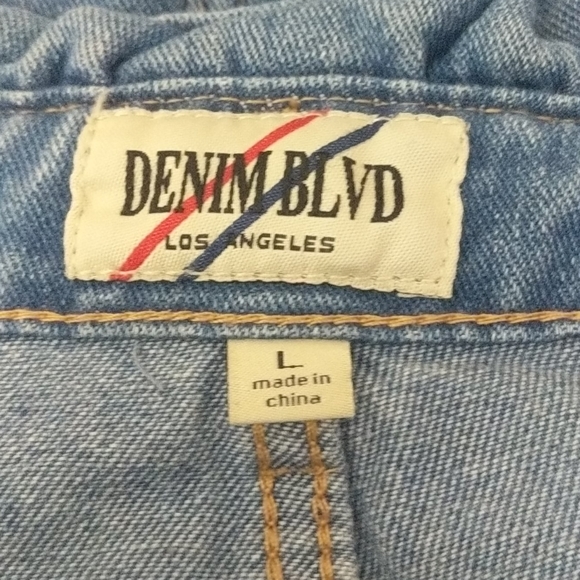 DENIM BLVD
LOS ANGELES
L
made in
china